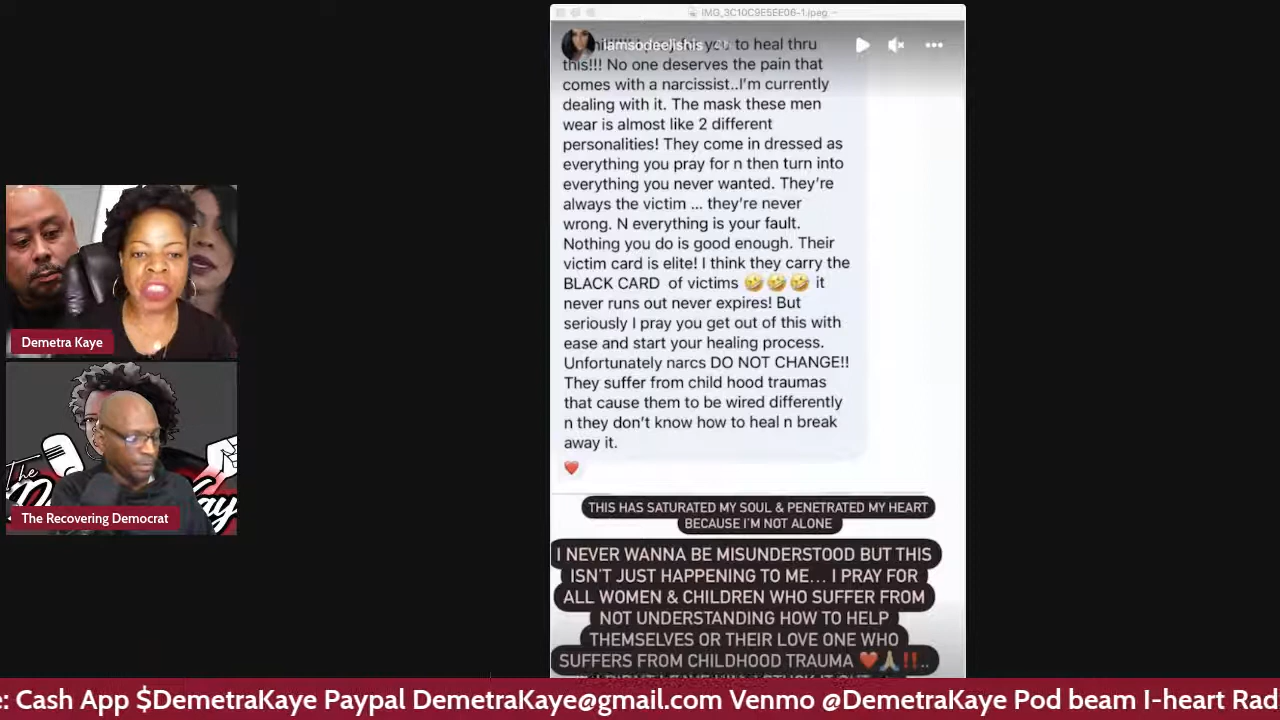 IMG_3C10C9E5EE06-1.jpeg
iamsodeelishis
to heal thru
this!!! No one deserves the pain that
comes with a narcissist..I'm currently
dealing with it. The mask these men
wear is almost like 2 different
personalities! They come in dressed as
everything you pray for n then turn into
everything you never wanted. They're
always the victim ... they're never
wrong. N everything is your fault.
Nothing you do is good enough. Their
victim card is elite! I think they carry the
BLACK CARD of victims 🤣🤣🤣 it
never runs out never expires! But
seriously I pray you get out of this with
ease and start your healing process.
Unfortunately narcs DO NOT CHANGE!!
They suffer from child hood traumas
that cause them to be wired differently
n they don't know how to heal n break
away it.
❤️
THIS HAS SATURATED MY SOUL & PENETRATED MY HEART
BECAUSE I'M NOT ALONE
I NEVER WANNA BE MISUNDERSTOOD BUT THIS
ISN'T JUST HAPPENING TO ME... I PRAY FOR
ALL WOMEN & CHILDREN WHO SUFFER FROM
NOT UNDERSTANDING HOW TO HELP
THEMSELVES OR THEIR LOVE ONE WHO
SUFFERS FROM CHILDHOOD TRAUMA ❤️🙏‼️..
Demetra Kaye
The
The Recovering Democrat
e: Cash App $DemetraKaye Paypal DemetraKaye@gmail.com Venmo @DemetraKaye Pod beam I-heart Rad